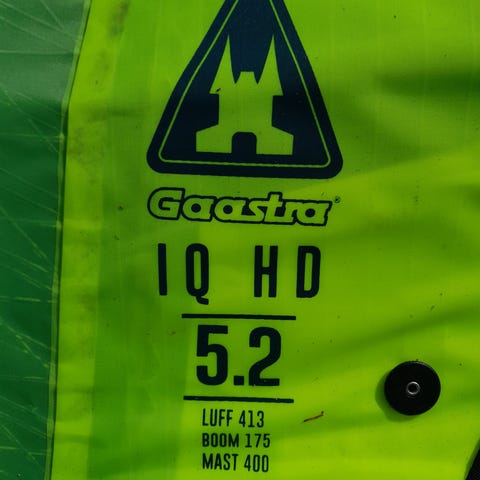 Gaastra®
IQ HD
5.2
LUFF 413
BOOM 175
MAST 400